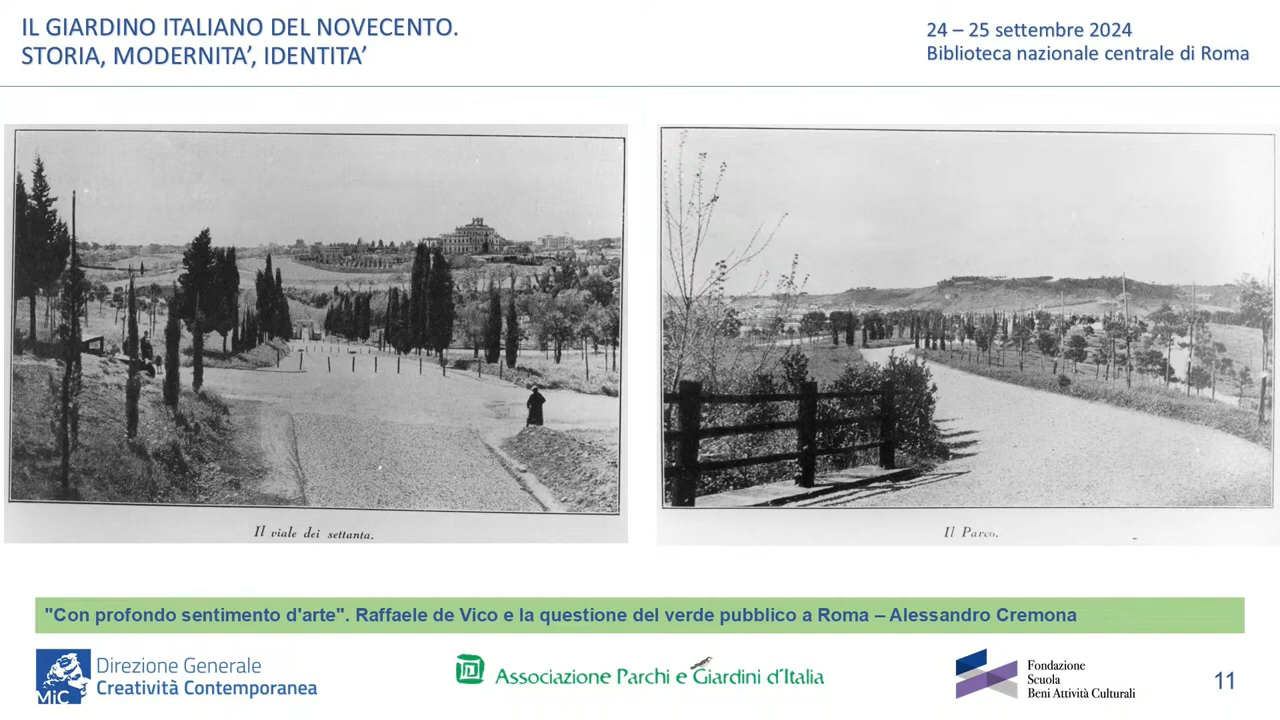 IL GIARDINO ITALIANO DEL NOVECENTO.
STORIA, MODERNITA’, IDENTITA’
24 – 25 settembre 2024
Biblioteca nazionale centrale di Roma
Il viale dei settanta.
Il Parco.
"Con profondo sentimento d'arte". Raffaele de Vico e la questione del verde pubblico a Roma – Alessandro Cremona
MiC
Direzione Generale
Creatività Contemporanea
Associazione Parchi e Giardini d'Italia
Fondazione
Scuola
Beni Attività Culturali
11